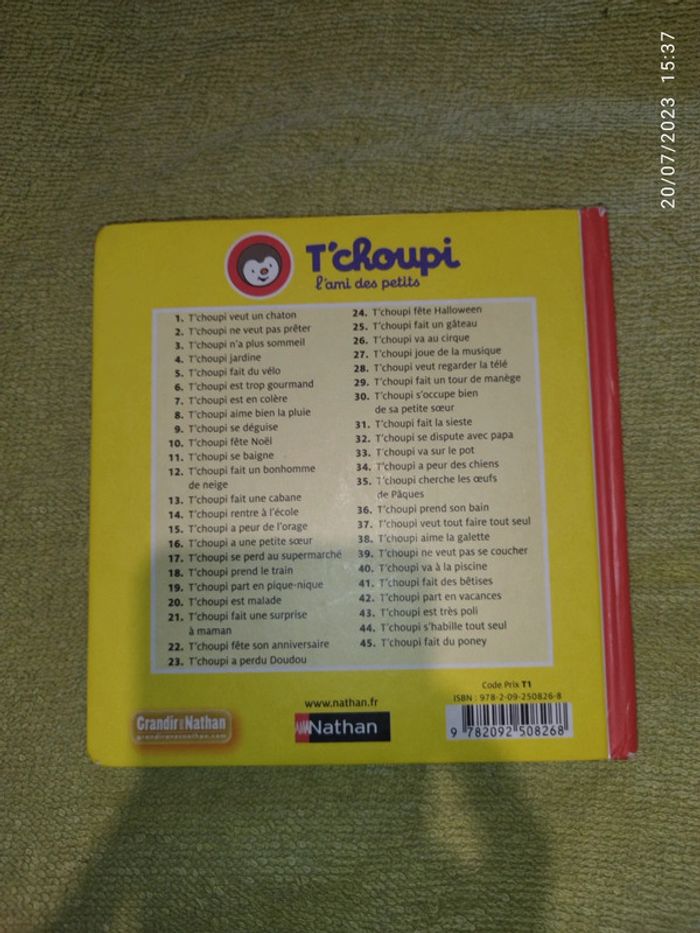 20/07/2023 15:37
T'choupi
l'ami des petits
1. T'choupi veut un chaton
2. T'choupi ne veut pas prêter
3. T'choupi n'a plus sommeil
4. T'choupi jardine
5. T'choupi fait du vélo
6. T'choupi est trop gourmand
7. T'choupi est en colère
8. T'choupi aime bien la pluie
9. T'choupi se déguise
10. T'choupi fête Noël
11. T'choupi se baigne
12. T'choupi fait un bonhomme
de neige
13. T'choupi fait une cabane
14. T'choupi rentre à l'école
15. T'choupi a peur de l'orage
16. T'choupi a une petite sœur
17. T'choupi se perd au supermarché
18. T'choupi prend le train
19. T'choupi part en pique-nique
20. T'choupi est malade
21. T'choupi fait une surprise
à maman
22. T'choupi fête son anniversaire
23. T'choupi a perdu Doudou
24. T'choupi fête Halloween
25. T'choupi fait un gâteau
26. T'choupi va au cirque
27. T'choupi joue de la musique
28. T'choupi veut regarder la télé
29. T'choupi fait un tour de manège
30. T'choupi s'occupe bien
de sa petite sœur
31. T'choupi fait la sieste
32. T'choupi se dispute avec papa
33. T'choupi va sur le pot
34. T'choupi a peur des chiens
35. T'choupi cherche les œufs
de Pâques
36. T'choupi prend son bain
37. T'choupi veut tout faire tout seul
38. T'choupi aime la galette
39. T'choupi ne veut pas se coucher
40. T'choupi va à la piscine
41. T'choupi fait des bêtises
42. T'choupi part en vacances
43. T'choupi est très poli
44. T'choupi s'habille tout seul
45. T'choupi fait du poney
Code Prix T1
ISBN : 978-2-09-250826-8
9 782092 508268
www.nathan.fr
Nathan
Grandir avec Nathan
grandiravecnathan.com